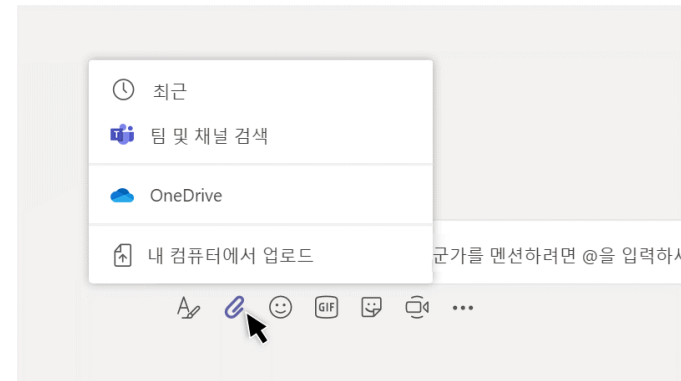 최근
팀 및 채널 검색
OneDrive
내 컴퓨터에서 업로드
군가를 멘션하려면 @을 입력하
GIF